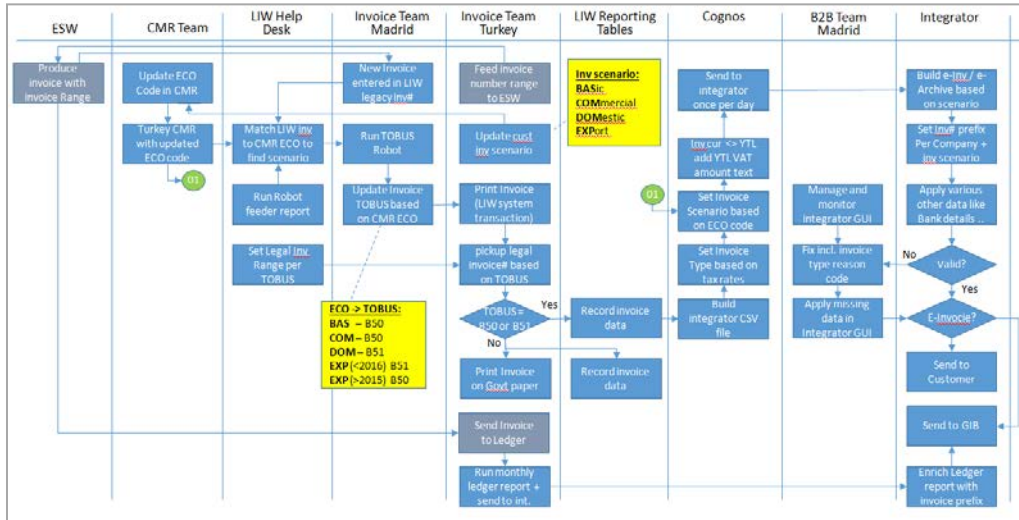 ESW
CMR Team
LIW Help
Desk
Invoice Team
Madrid
Invoice Team
Turkey
LIW Reporting
Tables
Cognos
B2B Team
Madrid
Integrator
Produce
invoice with
invoice Range
Update ECO
Code in CMR
Turkey CMR
with updated
ECO code
01
Match LIW inv
to CMR ECO to
find scenario
Run Robot
feeder report
Set Legal Inv
Range per
TOBUS
New Invoice
entered in LIW
legacy inv#
Run TOBUS
Robot
Update Invoice
TOBUS based
on CMR ECO
ECO -> TOBUS:
BAS – B50
COM – B50
DOM – B51
EXP (<2016) B51
EXP (>2015) B50
Feed invoice
number range
to ESW
Update cust
inv scenario
Print Invoice
(LIW system
transaction)
pickup legal
invoice# based
on TOBUS
TOBUS =
B50 or B51
Yes
No
Print Invoice
on Govt paper
Send Invoice
to Ledger
Run monthly
ledger report +
send to int.
Inv scenario:
BASic
COMmercial
DOMestic
EXPort
Record invoice
data
Record invoice
data
Send to
integrator
once per day
Inv cur <> YTL
add YTL VAT
amount text
01
Set Invoice
Scenario based
on ECO code
Set Invoice
Type based on
tax rates
Build
integrator CSV
file
Manage and
monitor
Integrator GUI
Fix incl. invoice
type reason
code
Apply missing
data in
Integrator GUI
Build e-Inv / e-
Archive based
on scenario
Set Inv# prefix
Per Company +
inv scenario
Apply various
other data like
Bank details ..
No
Valid?
Yes
E-Invocie?
Send to
Customer
Send to GIB
Enrich Ledger
report with
invoice prefix